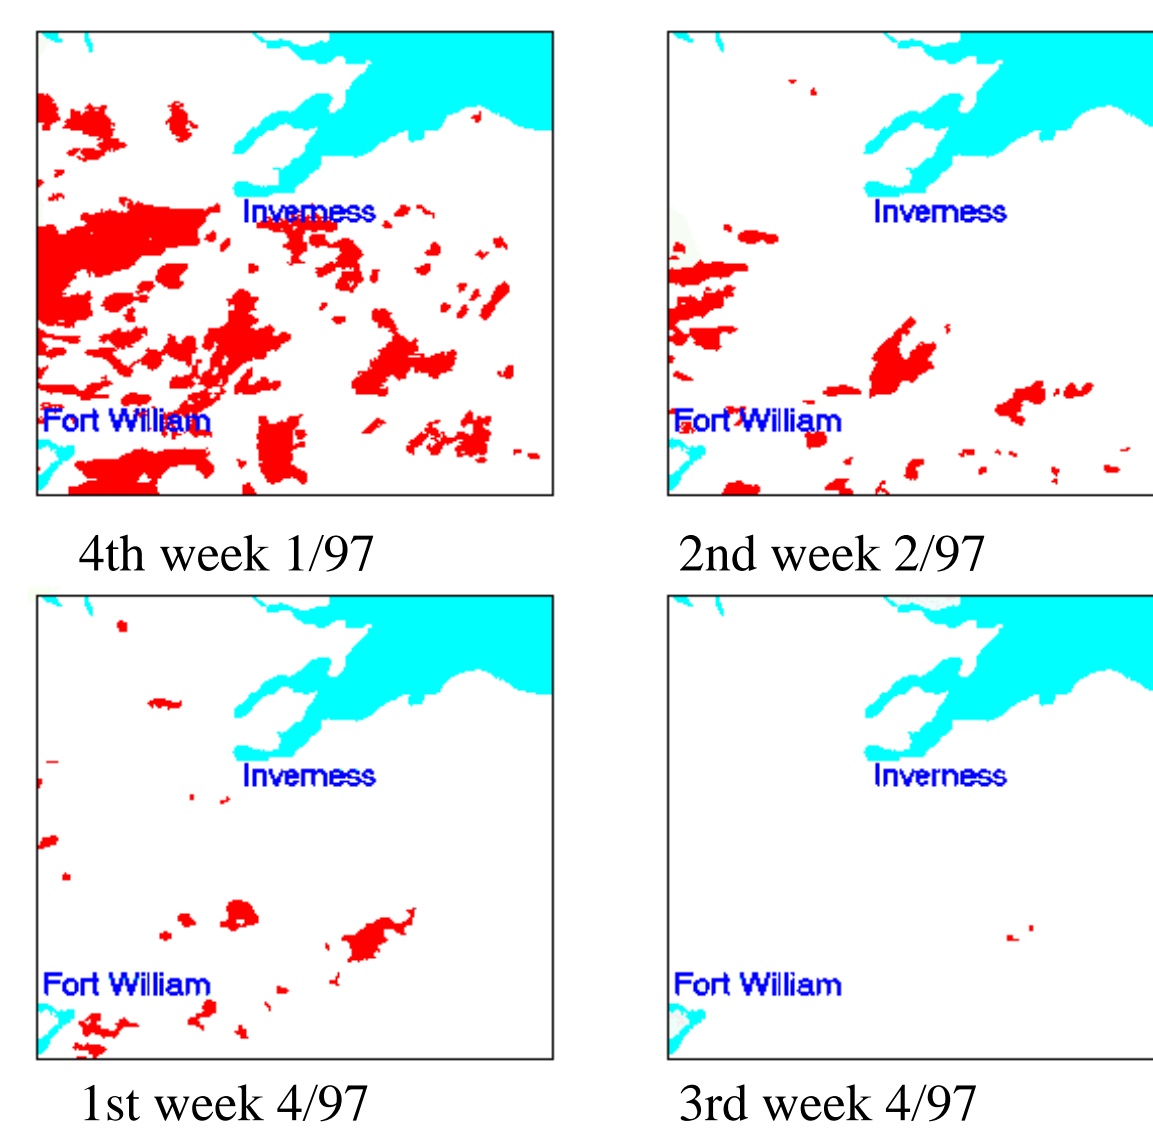 Inverness
Fort William
4th week 1/97
Inverness
Fort William
2nd week 2/97
Inverness
Fort William
1st week 4/97
Inverness
Fort William
3rd week 4/97